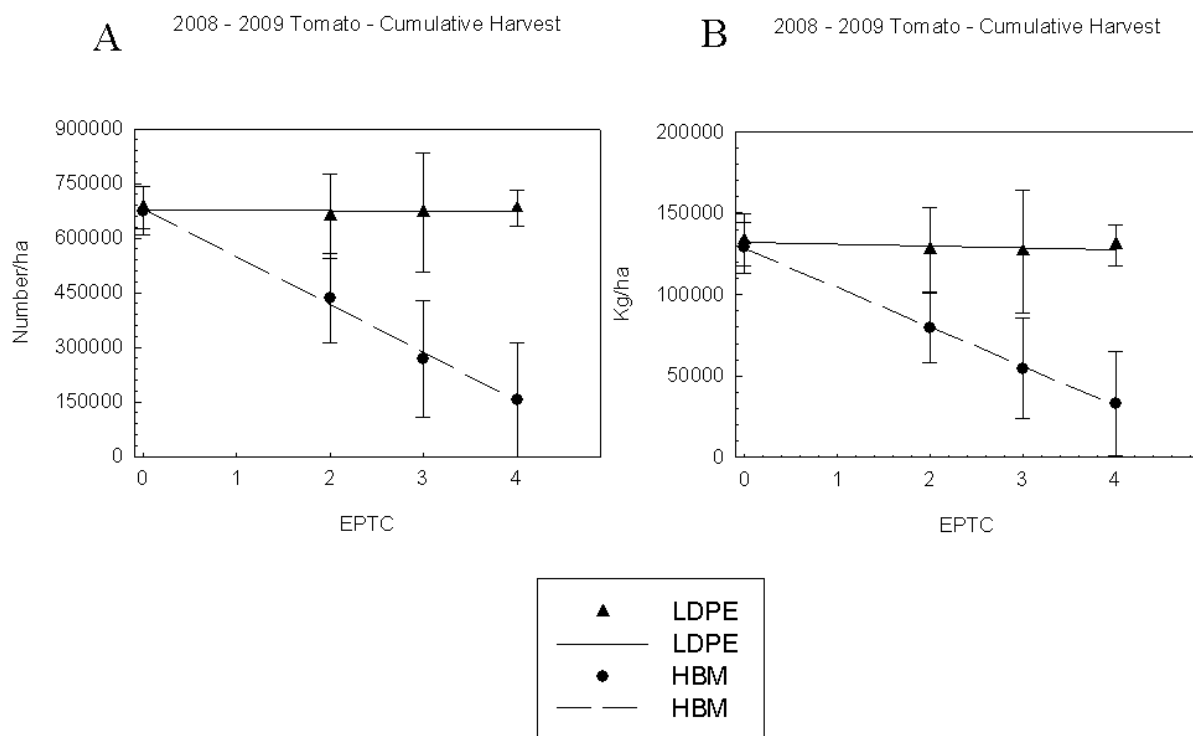 A
2008 - 2009 Tomato - Cumulative Harvest
900000
750000
600000
450000
300000
150000
0
Number/ha
0 1 2 3 4
EPTC
B
2008 - 2009 Tomato - Cumulative Harvest
200000
150000
100000
50000
0
Kg/ha
0 1 2 3 4
EPTC
LDPE
LDPE
HBM
HBM